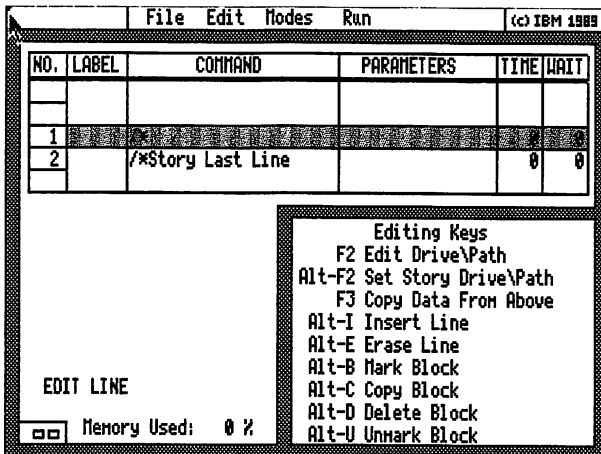 File Edit Modes Run (c) IBM 1989
NO. LABEL COMMAND PARAMETERS TIME WAIT
1 /* 0 0
2 /*Story Last Line 0 0
Editing Keys
F2 Edit Drive\Path
Alt-F2 Set Story Drive\Path
F3 Copy Data From Above
Alt-I Insert Line
Alt-E Erase Line
Alt-B Mark Block
Alt-C Copy Block
Alt-D Delete Block
Alt-U Unmark Block
EDIT LINE
Memory Used: 0 %